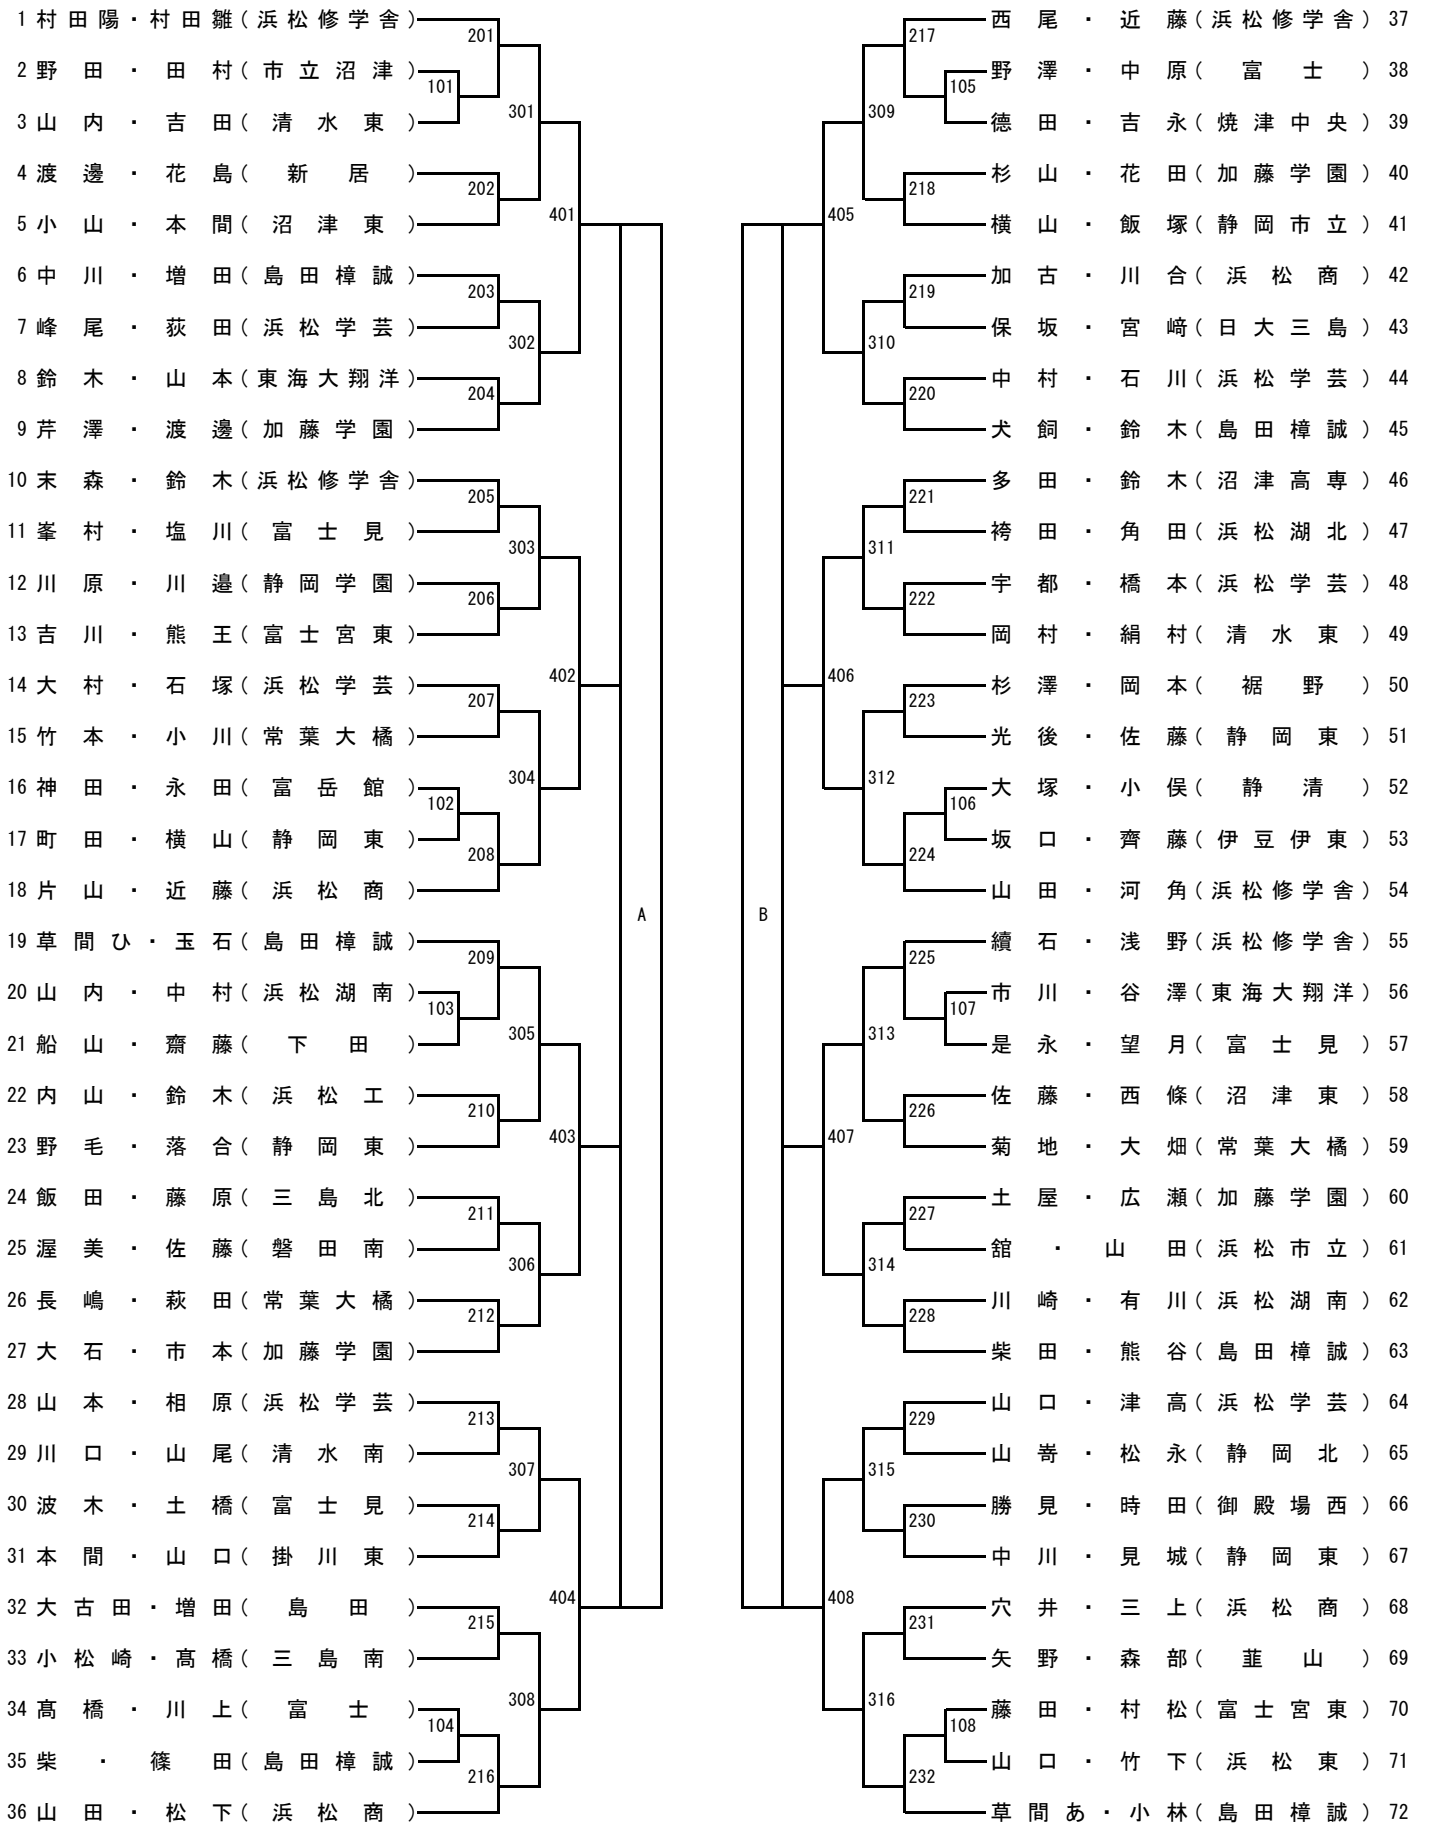 1 村田陽・村田雛(浜松修学舎)
201
2 野田・田村(市立沼津)
101
3 山内・吉田(清水東)
301
4 渡邊・花島(新居)
202
5 小山・本間(沼津東)
401
6 中川・増田(島田樟誠)
203
7 峰尾・荻田(浜松学芸)
302
8 鈴木・山本(東海大翔洋)
204
9 芹澤・渡邊(加藤学園)
10 末森・鈴木(浜松修学舎)
205
11 峯村・塩川(富士見)
303
12 川原・川邉(静岡学園)
206
13 吉川・熊王(富士宮東)
402
14 大村・石塚(浜松学芸)
207
15 竹本・小川(常葉大橘)
304
16 神田・永田(富岳館)
102
17 町田・横山(静岡東)
208
18 片山・近藤(浜松商)
A
19 草間ひ・玉石(島田樟誠)
209
20 山内・中村(浜松湖南)
103
21 船山・齋藤(下田)
305
22 内山・鈴木(浜松工)
210
23 野毛・落合(静岡東)
403
24 飯田・藤原(三島北)
211
25 渥美・佐藤(磐田南)
306
26 長嶋・萩田(常葉大橘)
212
27 大石・市本(加藤学園)
28 山本・相原(浜松学芸)
213
29 川口・山尾(清水南)
307
30 波木・土橋(富士見)
214
31 本間・山口(掛川東)
404
32 大古田・増田(島田)
215
33 小松崎・髙橋(三島南)
308
34 髙橋・川上(富士)
104
35 柴・篠田(島田樟誠)
216
36 山田・松下(浜松商)
西尾・近藤(浜松修学舎) 37
217
野澤・中原(富士) 38
105
徳田・吉永(焼津中央) 39
309
杉山・花田(加藤学園) 40
218
横山・飯塚(静岡市立) 41
405
加古・川合(浜松商) 42
219
保坂・宮﨑(日大三島) 43
310
中村・石川(浜松学芸) 44
220
犬飼・鈴木(島田樟誠) 45
多田・鈴木(沼津高専) 46
221
袴田・角田(浜松湖北) 47
311
宇都・橋本(浜松学芸) 48
222
岡村・絹村(清水東) 49
406
杉澤・岡本(裾野) 50
223
光後・佐藤(静岡東) 51
312
大塚・小俣(静清) 52
106
坂口・齊藤(伊豆伊東) 53
224
山田・河角(浜松修学舎) 54
B
續石・浅野(浜松修学舎) 55
225
市川・谷澤(東海大翔洋) 56
107
是永・望月(富士見) 57
313
佐藤・西條(沼津東) 58
226
菊地・大畑(常葉大橘) 59
407
土屋・広瀬(加藤学園) 60
227
舘・山田(浜松市立) 61
314
川崎・有川(浜松湖南) 62
228
柴田・熊谷(島田樟誠) 63
山口・津高(浜松学芸) 64
229
山嵜・松永(静岡北) 65
315
勝見・時田(御殿場西) 66
230
中川・見城(静岡東) 67
408
穴井・三上(浜松商) 68
231
矢野・森部(韮山) 69
316
藤田・村松(富士宮東) 70
108
山口・竹下(浜松東) 71
232
草間あ・小林(島田樟誠) 72